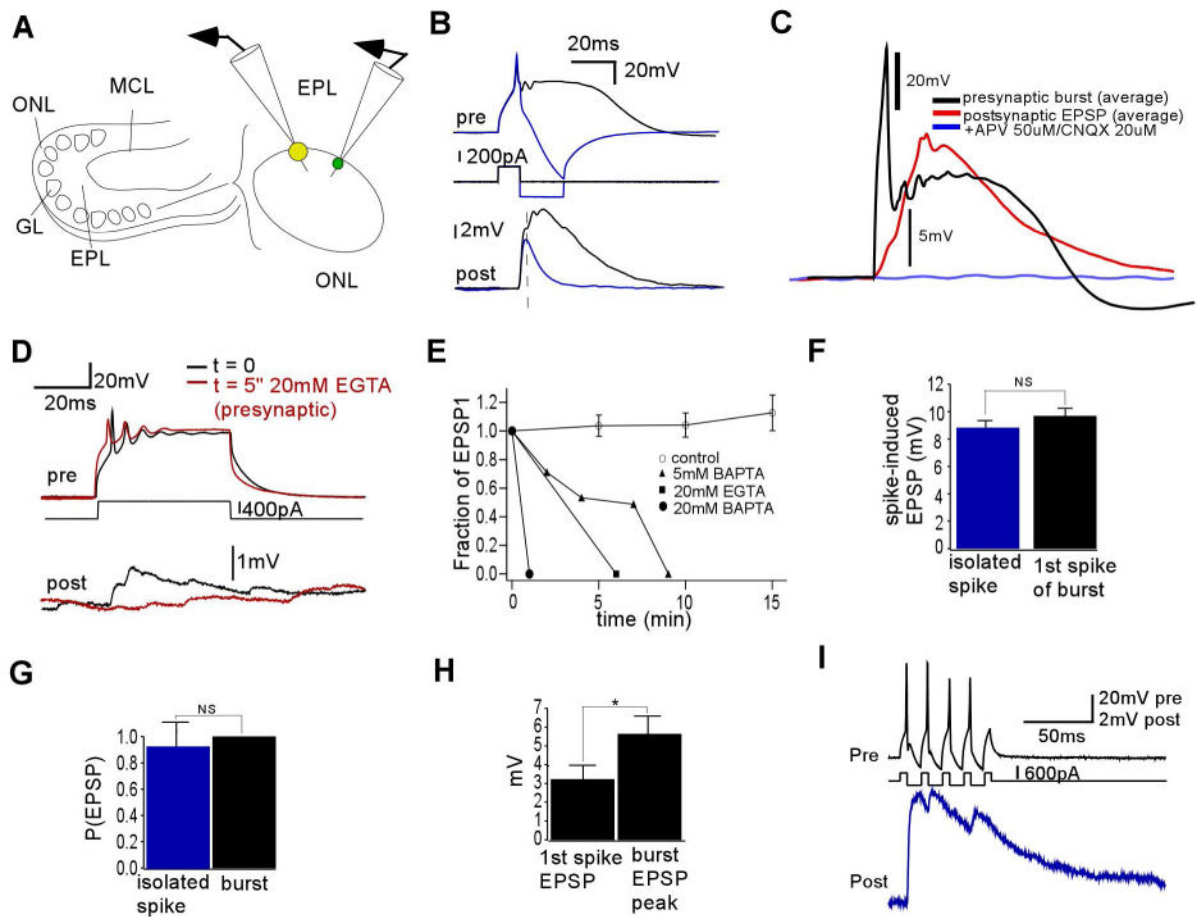 A
MCL
ONL
EPL
GL
EPL
ONL
B
20ms
20mV
pre
200pA
2mV
post
C
20mV
presynaptic burst (average)
postsynaptic EPSP (average)
+APV 50uM/CNQX 20uM
5mV
D
20mV
20ms
t = 0
t = 5" 20mM EGTA
(presynaptic)
pre
400pA
1mV
post
E
Fraction of EPSP1
1.2
1.0
0.8
0.6
0.4
0.2
0.0
control
5mM BAPTA
20mM EGTA
20mM BAPTA
0
5
10
15
time (min)
F
NS
spike-induced
EPSP (mV)
12
10
8
6
4
2
0
isolated
spike
1st spike
of burst
G
NS
P(EPSP)
1.0
0.8
0.6
0.4
0.2
0.0
isolated
spike
burst
H
*
mV
7
6
5
4
3
2
1
0
1st spike
EPSP
burst
EPSP
peak
I
20mV pre
2mV post
50ms
Pre
600pA
Post